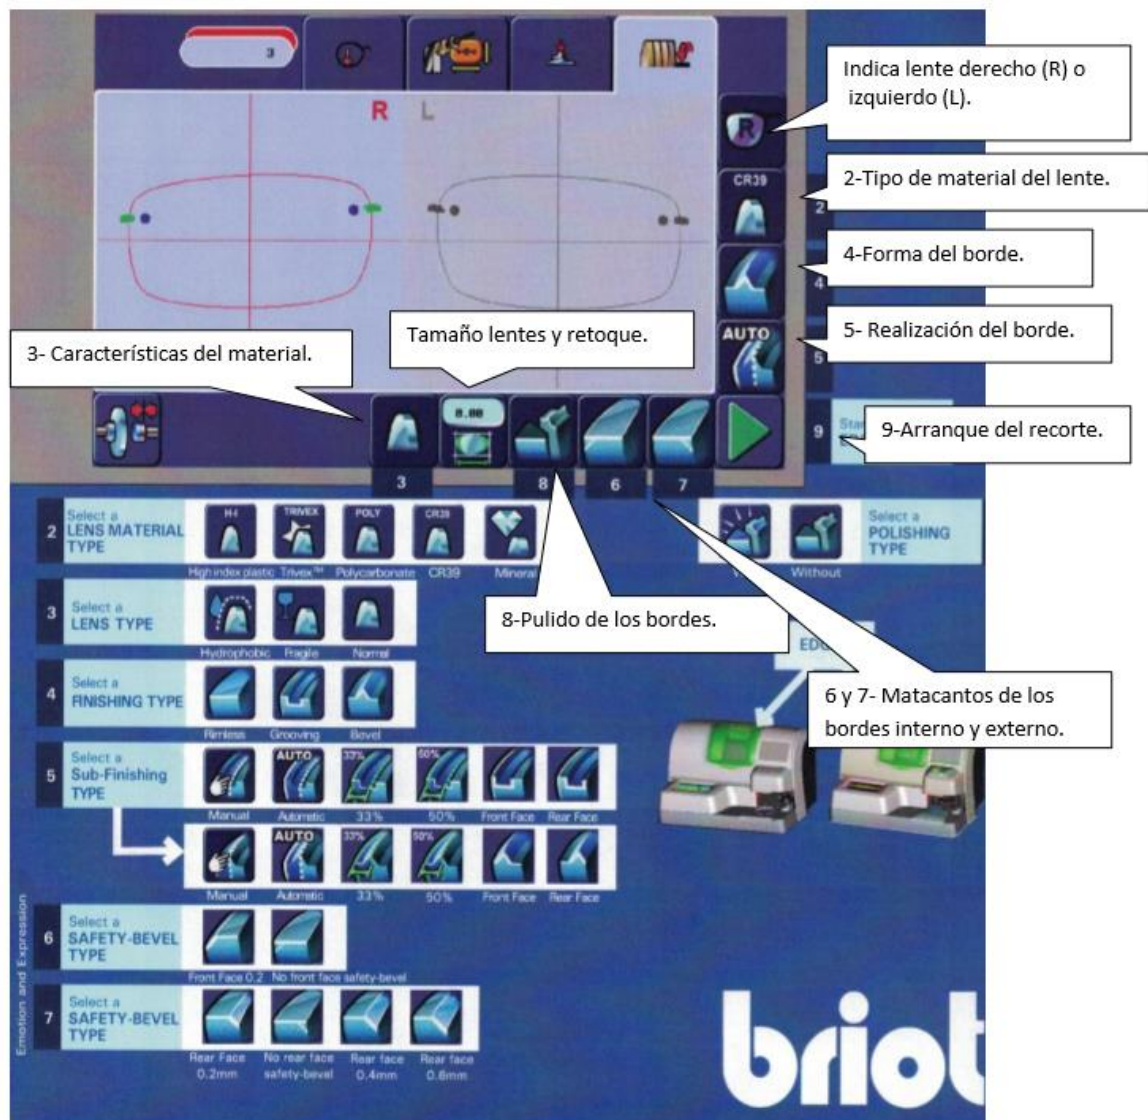 3
R
L
R
Indica lente derecho (R) o
izquierdo (L).
CR39
2-Tipo de material del lente.
2
4-Forma del borde.
4
AUTO
5- Realización del borde.
5
3- Características del material.
Tamaño lentes y retoque.
0.00
9
9-Arranque del recorte.
3
8
6
7
2
Select a
LENS MATERIAL
TYPE
H-I
TRIVEX
POLY
CR39
High index plastic
Trivex™
Polycarbonate
CR39
Mineral
Without
Select a
POLISHING
TYPE
3
Select a
LENS TYPE
Hydrophobic
Fragile
Normal
8-Pulido de los bordes.
4
Select a
FINISHING TYPE
Rimless
Grooving
Bevel
6 y 7- Matacantos de los
bordes interno y externo.
5
Select a
Sub-Finishing
TYPE
AUTO
33%
50%
Manual
Automatic
33%
50%
Front Face
Rear Face
AUTO
33%
50%
Manual
Automatic
33%
50%
Front Face
Rear Face
6
Select a
SAFETY-BEVEL
TYPE
Front Face 0.2
No front face safety-bevel
7
Select a
SAFETY-BEVEL
TYPE
Rear Face
0.2mm
No rear face
safety-bevel
Rear face
0.4mm
Rear face
0.6mm
Emotion and Expression
briot